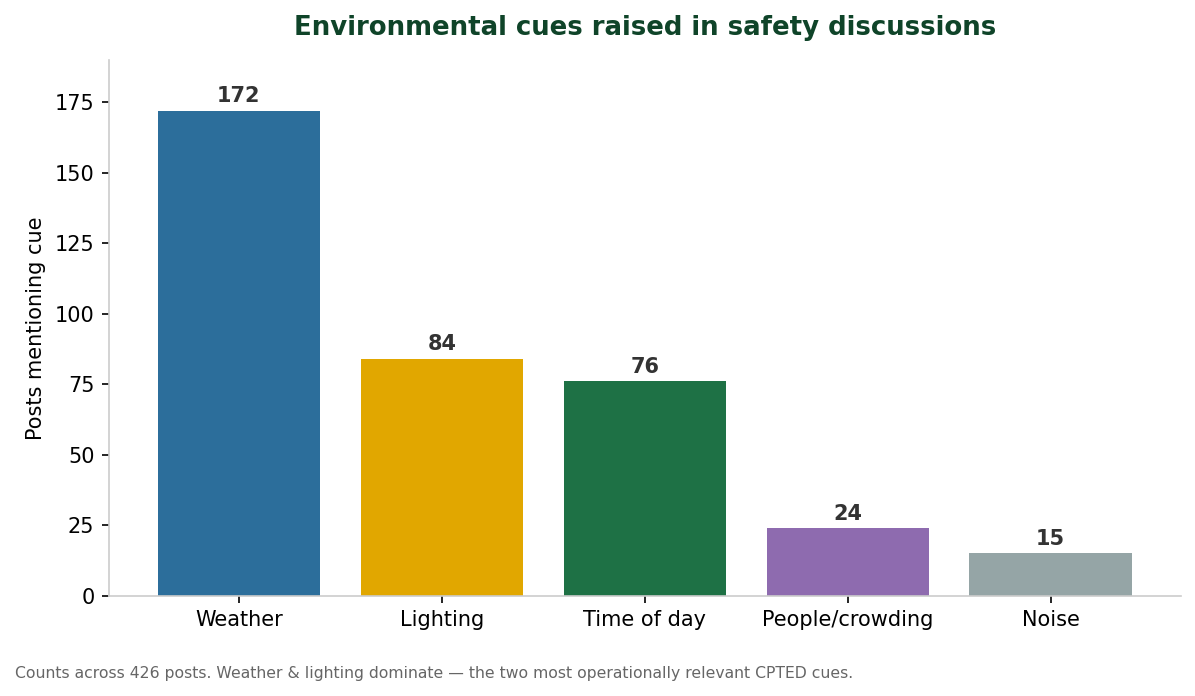 Environmental cues raised in safety discussions
Posts mentioning cue
175
150
125
100
75
50
25
0
172
84
76
24
15
Weather
Lighting
Time of day
People/crowding
Noise
Counts across 426 posts. Weather & lighting dominate — the two most operationally relevant CPTED cues.